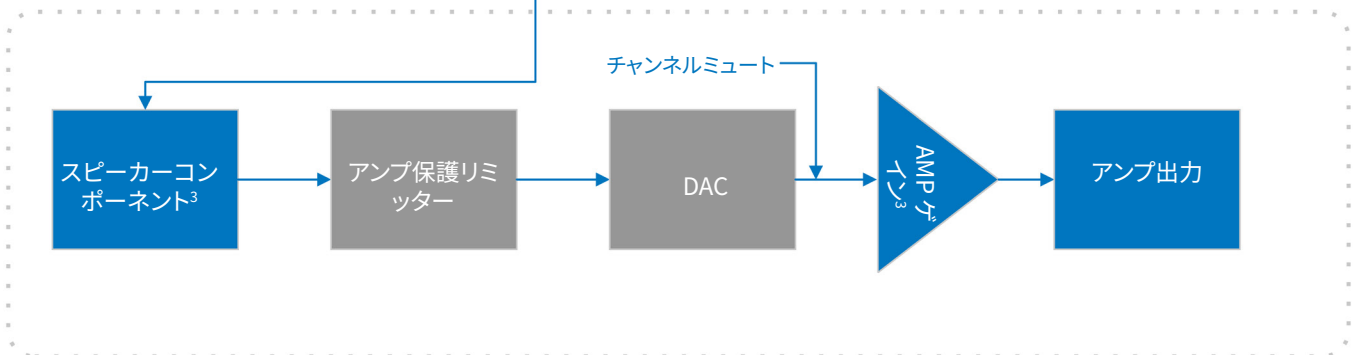 チャンネルミュート
スピーカーコン
ポーネント³
アンプ保護リミ
ッター
DAC
AMP ゲ
イン³
アンプ出力